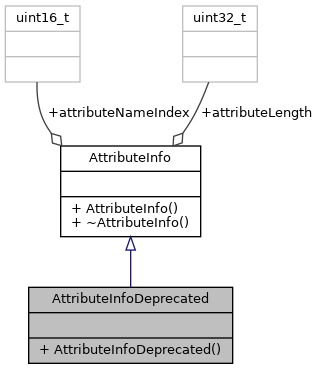 uint16_t
uint32_t
+attributeNameIndex
+attributeLength
AttributeInfo
+ AttributeInfo()
+ ~AttributeInfo()
AttributeInfoDeprecated
+ AttributeInfoDeprecated()